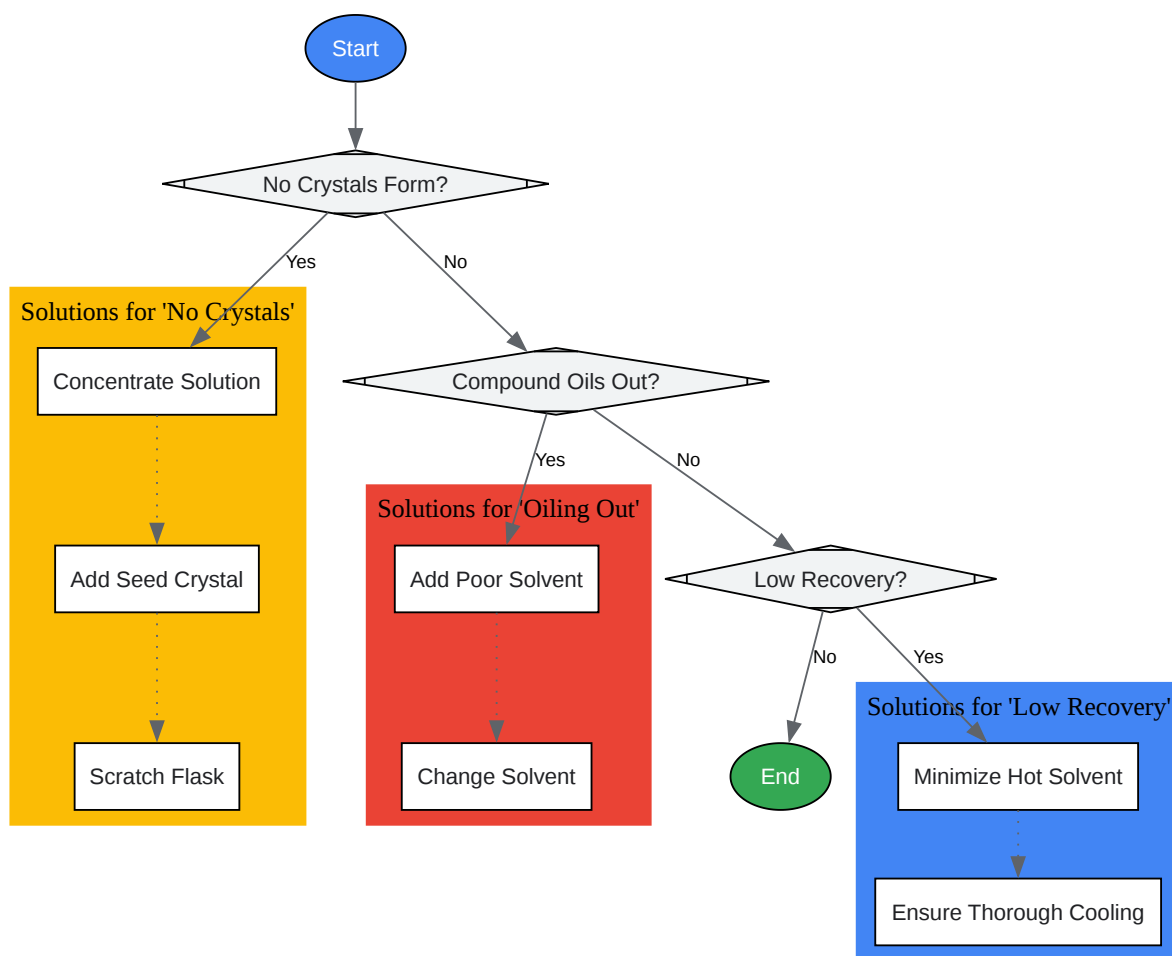 Start
No Crystals Form?
Yes
No
Solutions for 'No Crystals'
Concentrate Solution
Add Seed Crystal
Scratch Flask
Compound Oils Out?
Yes
No
Solutions for 'Oiling Out'
Add Poor Solvent
Change Solvent
Low Recovery?
No
Yes
End
Solutions for 'Low Recovery'
Minimize Hot Solvent
Ensure Thorough Cooling